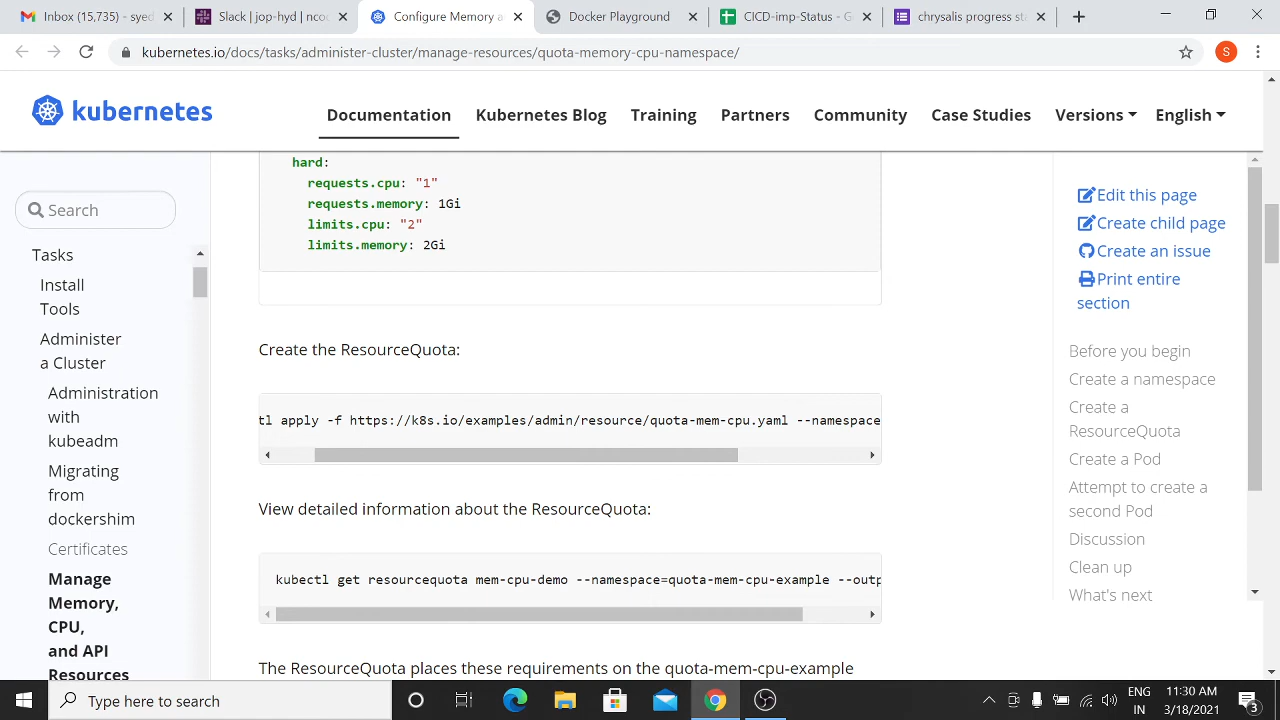 Inbox (15,735) - syed
Slack | jop-hyd | nco
Configure Memory a
Docker Playground
CICD-imp-Status - G
chrysalis progress sta
kubernetes.io/docs/tasks/administer-cluster/manage-resources/quota-memory-cpu-namespace/
S
kubernetes
Documentation
Kubernetes Blog
Training
Partners
Community
Case Studies
Versions
English
Search
Tasks
Install
Tools
Administer
a Cluster
Administration
with
kubeadm
Migrating
from
dockershim
Certificates
Manage
Memory,
CPU,
and API
Resources
hard:
requests.cpu: "1"
requests.memory: 1Gi
limits.cpu: "2"
limits.memory: 2Gi
Create the ResourceQuota:
tl apply -f https://k8s.io/examples/admin/resource/quota-mem-cpu.yaml --namespace
View detailed information about the ResourceQuota:
kubectl get resourcequota mem-cpu-demo --namespace=quota-mem-cpu-example --outp
The ResourceQuota places these requirements on the quota-mem-cpu-example
Edit this page
Create child page
Create an issue
Print entire
section
Before you begin
Create a namespace
Create a
ResourceQuota
Create a Pod
Attempt to create a
second Pod
Discussion
Clean up
What's next
Type here to search
ENG
IN
11:30 AM
3/18/2021
3